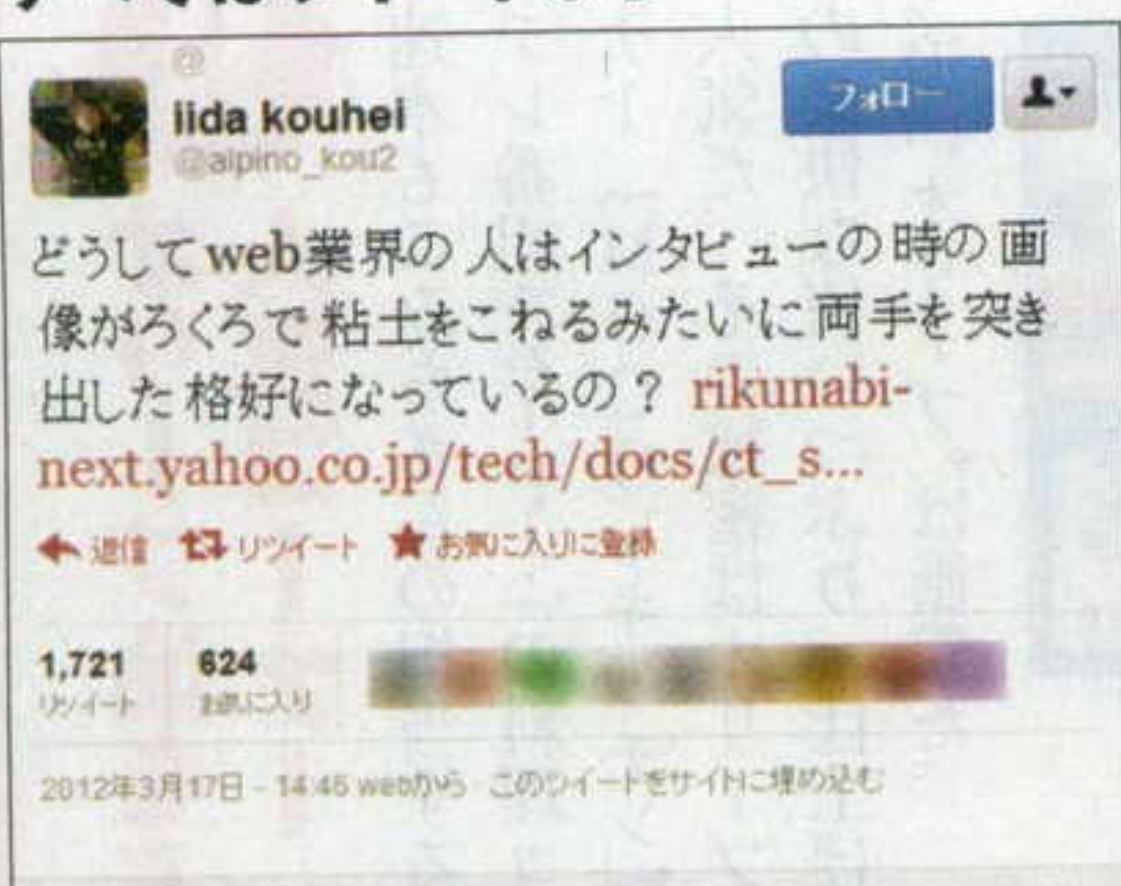 @
Iida kouhei
@alpino_kou2
フォロー
どうしてweb業界の人はインタビューの時の画
像がろくろで粘土をこねるみたいに両手を突き
出した格好になっているの？ rikunabi-
next.yahoo.co.jp/tech/docs/ct_s...
返信 リツイート お気に入りに登録
1,721 624
リツイート お気に入り
2012年3月17日 - 14:46 webから このツイートをサイトに埋め込む